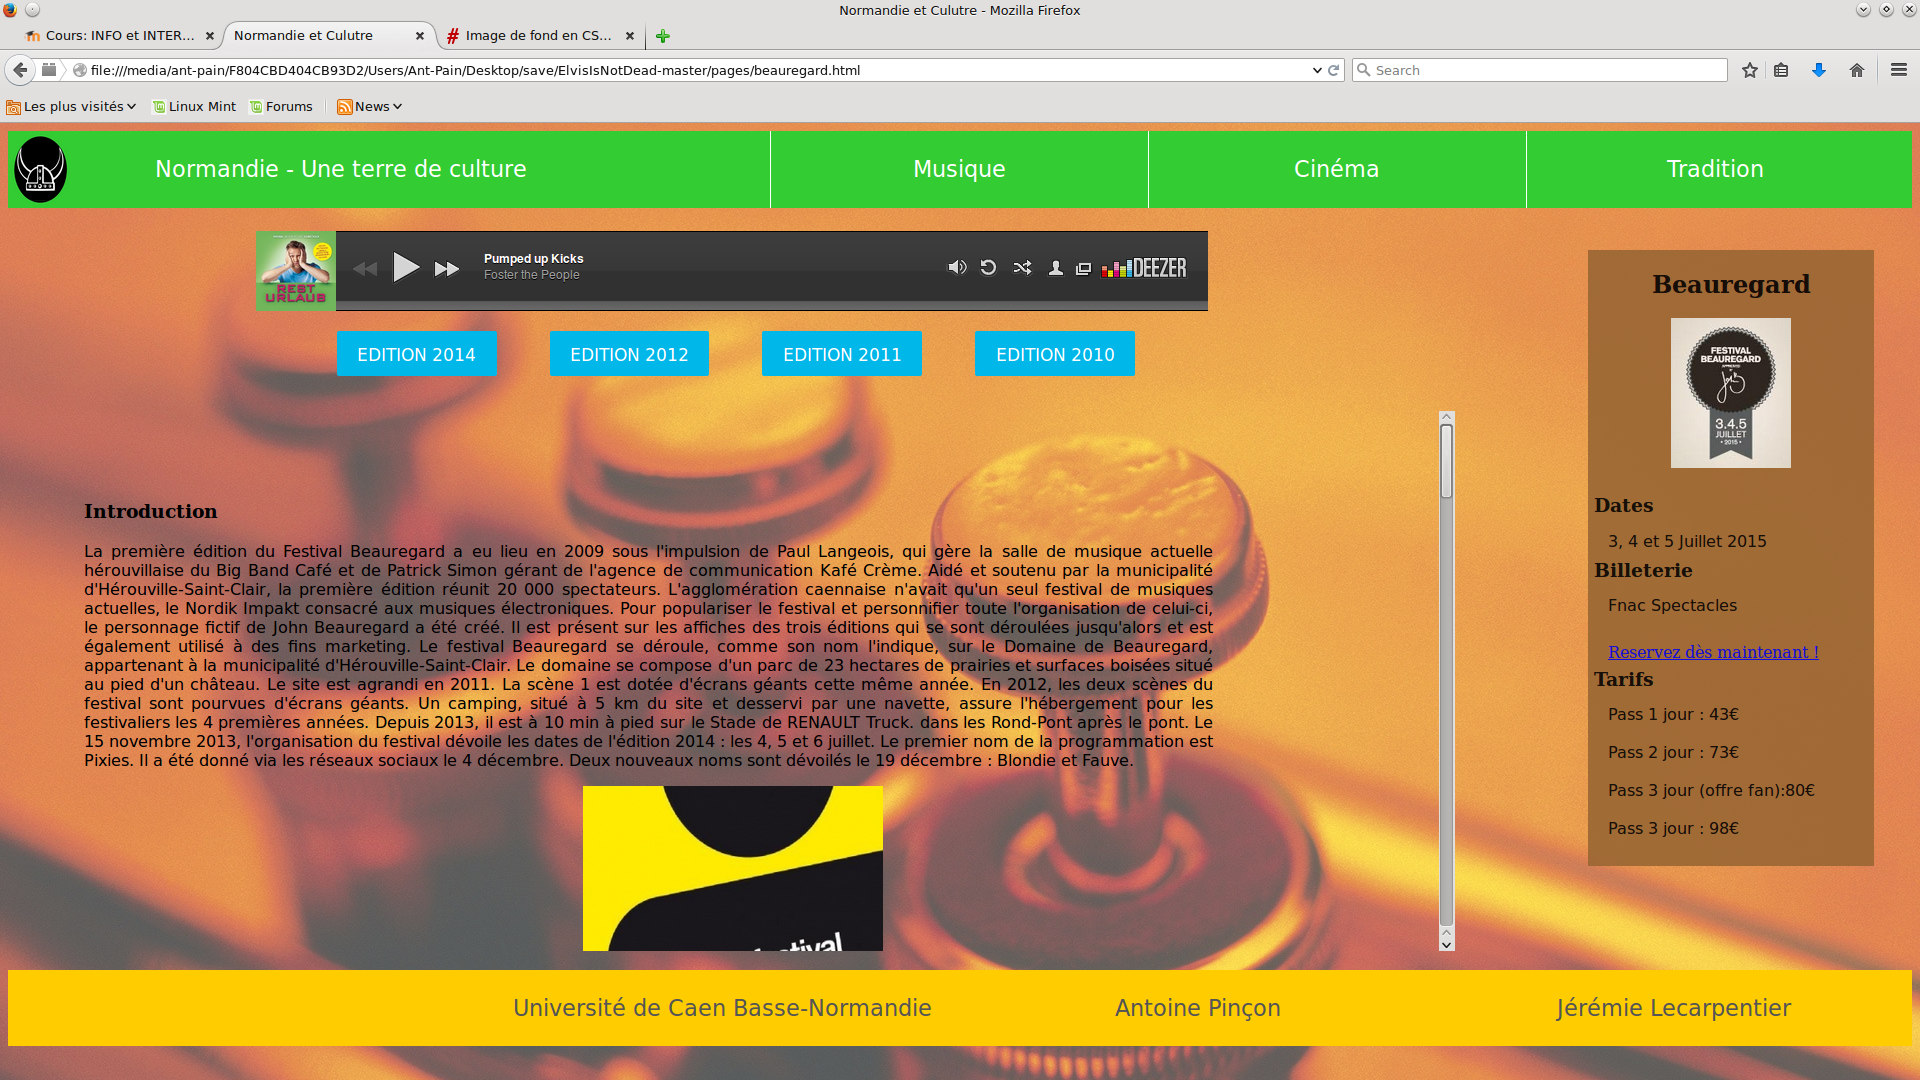 Normandie et Culutre - Mozilla Firefox
Cours: INFO et INTER...
Normandie et Culutre
# Image de fond en CS...
file:///media/ant-pain/F804CBD404CB93D2/Users/Ant-Pain/Desktop/save/ElvisIsNotDead-master/pages/beauregard.html
Search
Les plus visités
Linux Mint
Forums
News
Normandie - Une terre de culture
Musique
Cinéma
Tradition
REST
URLAUB
Pumped up Kicks
Foster the People
DEEZER
EDITION 2014
EDITION 2012
EDITION 2011
EDITION 2010
Introduction
La première édition du Festival Beauregard a eu lieu en 2009 sous l'impulsion de Paul Langeois, qui gère la salle de musique actuelle
hérouvillaise du Big Band Café et de Patrick Simon gérant de l'agence de communication Kafé Crème. Aidé et soutenu par la municipalité
d'Hérouville-Saint-Clair, la première édition réunit 20 000 spectateurs. L'agglomération caennaise n'avait qu'un seul festival de musiques
actuelles, le Nordik Impakt consacré aux musiques électroniques. Pour populariser le festival et personnifier toute l'organisation de celui-ci,
le personnage fictif de John Beauregard a été créé. Il est présent sur les affiches des trois éditions qui se sont déroulées jusqu'alors et est
également utilisé à des fins marketing. Le festival Beauregard se déroule, comme son nom l'indique, sur le Domaine de Beauregard,
appartenant à la municipalité d'Hérouville-Saint-Clair. Le domaine se compose d'un parc de 23 hectares de prairies et surfaces boisées situé
au pied d'un château. Le site est agrandi en 2011. La scène 1 est dotée d'écrans géants cette même année. En 2012, les deux scènes du
festival sont pourvues d'écrans géants. Un camping, situé à 5 km du site et desservi par une navette, assure l'hébergement pour les
festivaliers les 4 premières années. Depuis 2013, il est à 10 min à pied sur le Stade de RENAULT Truck. dans les Rond-Pont après le pont. Le
15 novembre 2013, l'organisation du festival dévoile les dates de l'édition 2014 : les 4, 5 et 6 juillet. Le premier nom de la programmation est
Pixies. Il a été donné via les réseaux sociaux le 4 décembre. Deux nouveaux noms sont dévoilés le 19 décembre : Blondie et Fauve.
festival
Beauregard
FESTIVAL
BEAUREGARD
3.4.5
JUILLET
• 2015 •
Dates
3, 4 et 5 Juillet 2015
Billeterie
Fnac Spectacles
Reservez dès maintenant !
Tarifs
Pass 1 jour : 43€
Pass 2 jour : 73€
Pass 3 jour (offre fan):80€
Pass 3 jour : 98€
Université de Caen Basse-Normandie
Antoine Pinçon
Jérémie Lecarpentier